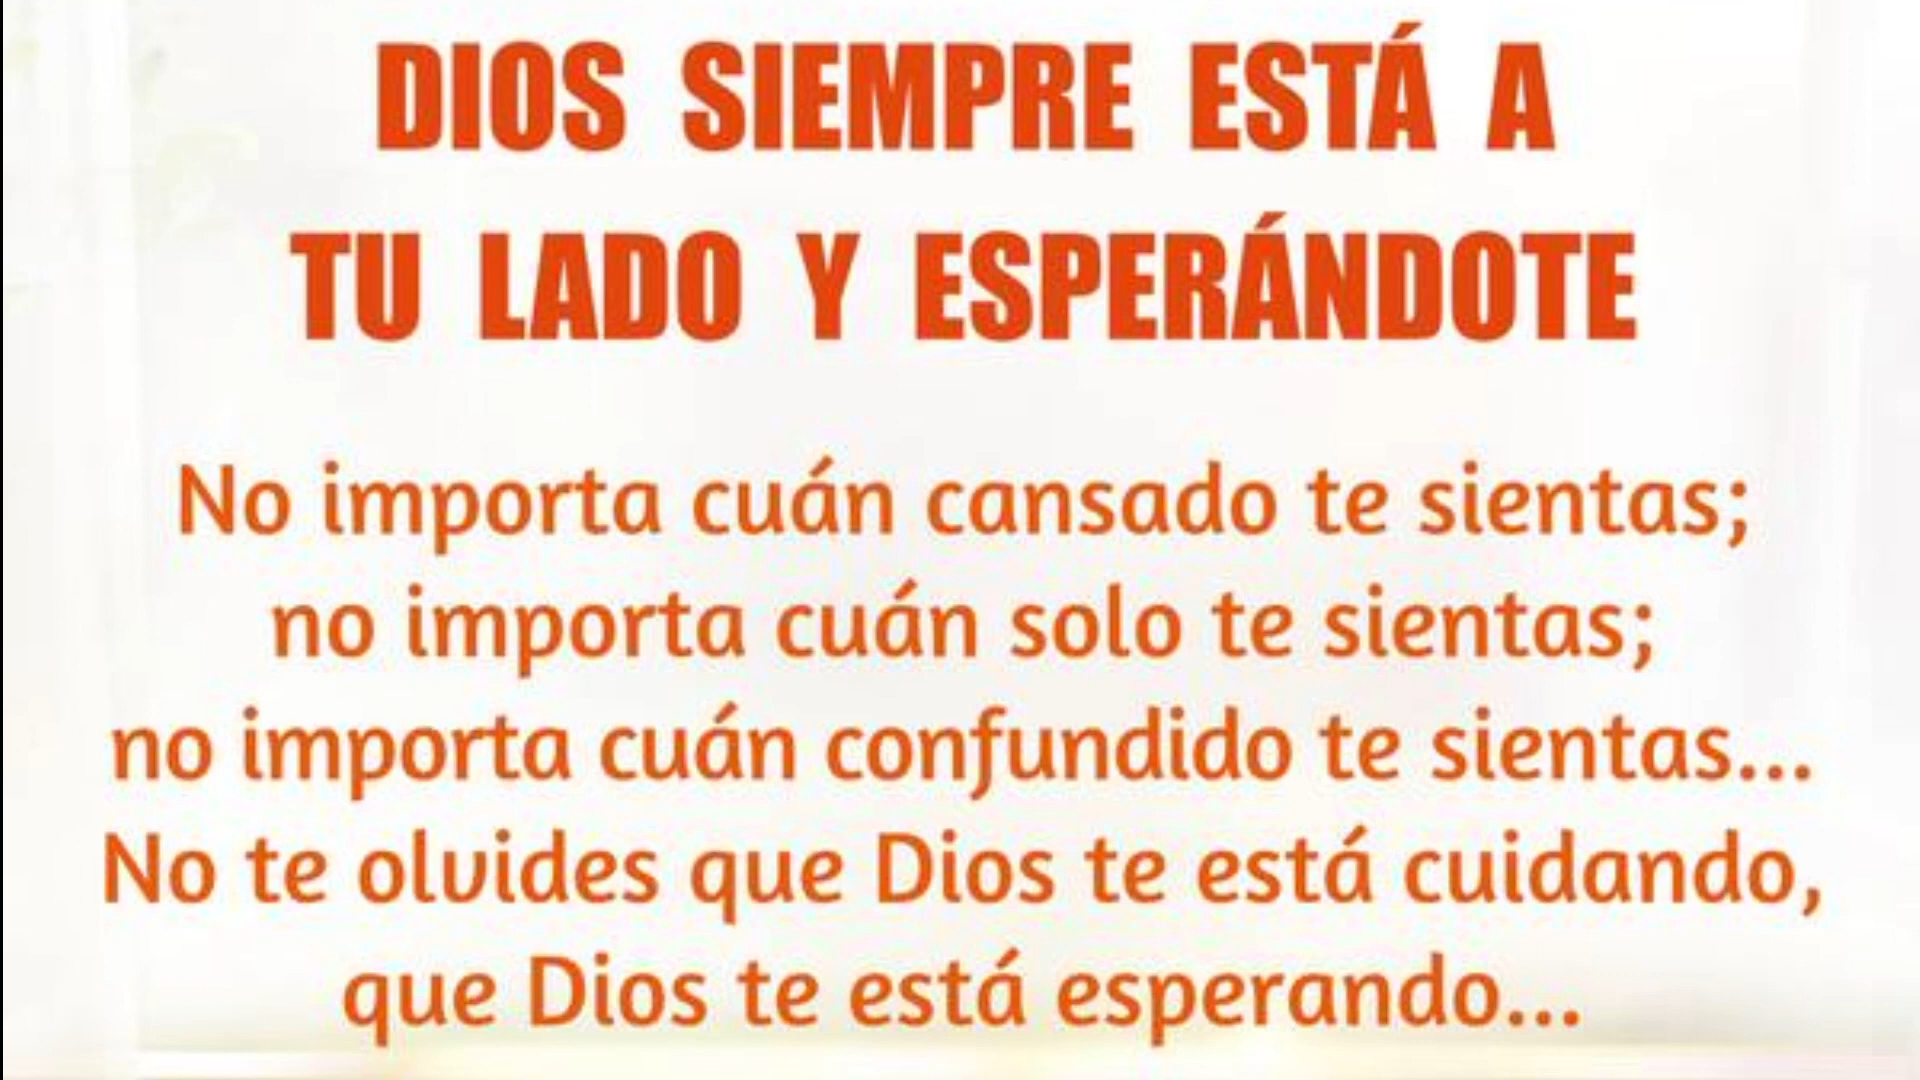 DIOS SIEMPRE ESTÁ A
TU LADO Y ESPERÁNDOTE
No importa cuán cansado te sientas;
no importa cuán solo te sientas;
no importa cuán confundido te sientas...
No te olvides que Dios te está cuidando,
que Dios te está esperando...